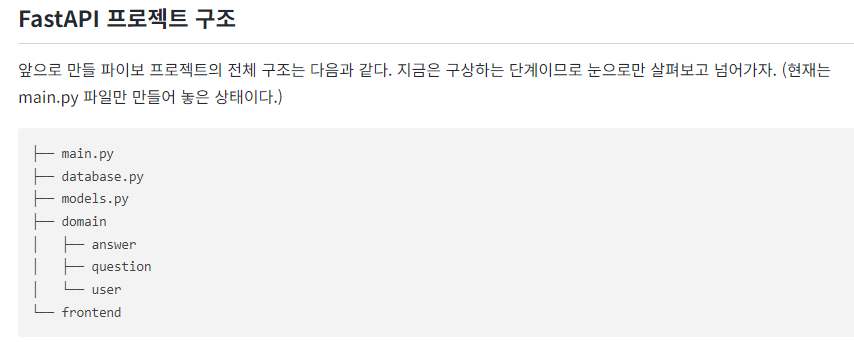 FastAPI 프로젝트 구조
앞으로 만들 파이보 프로젝트의 전체 구조는 다음과 같다. 지금은 구상하는 단계이므로 눈으로만 살펴보고 넘어가자. (현재는
main.py 파일만 만들어 놓은 상태이다.)
├── main.py
├── database.py
├── models.py
├── domain
│   ├── answer
│   ├── question
│   └── user
└── frontend